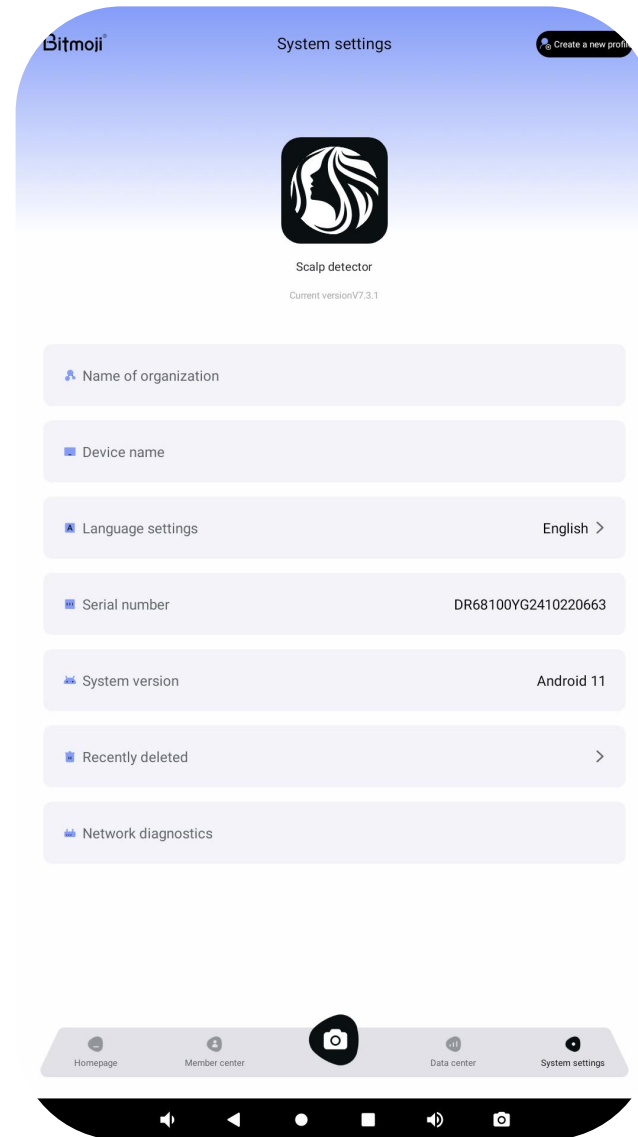 Bitmoji®
System settings
Create a new profile
Scalp detector
Current versionV7.3.1
Name of organization
Device name
Language settings
English
Serial number
DR68100YG2410220663
System version
Android 11
Recently deleted
Network diagnostics
Homepage
Member center
Data center
System settings